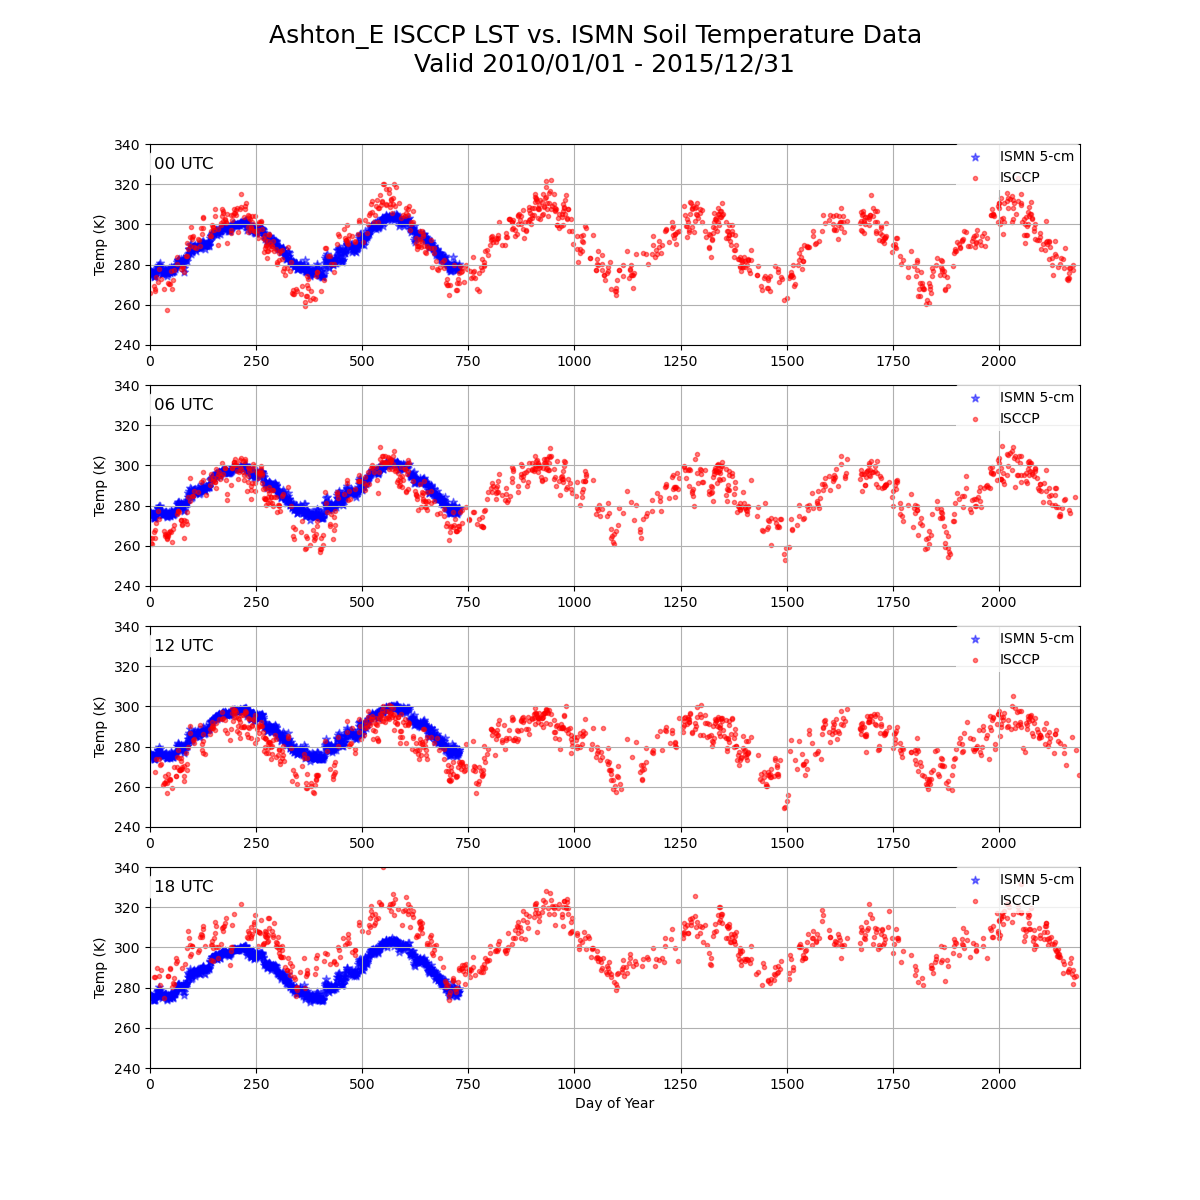 Ashton_E ISCCP LST vs. ISMN Soil Temperature Data
Valid 2010/01/01 - 2015/12/31
340
320
300
280
260
240
Temp (K)
00 UTC
ISMN 5-cm
ISCCP
0 250 500 750 1000 1250 1500 1750 2000
340
320
300
280
260
240
Temp (K)
06 UTC
ISMN 5-cm
ISCCP
0 250 500 750 1000 1250 1500 1750 2000
340
320
300
280
260
240
Temp (K)
12 UTC
ISMN 5-cm
ISCCP
0 250 500 750 1000 1250 1500 1750 2000
340
320
300
280
260
240
Temp (K)
18 UTC
ISMN 5-cm
ISCCP
0 250 500 750 1000 1250 1500 1750 2000
Day of Year